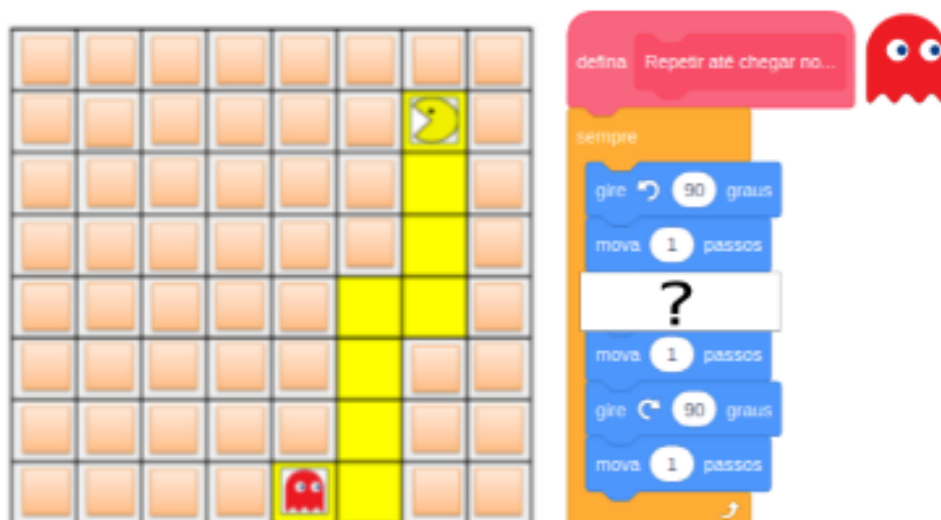 defina Repetir até chegar no...
sempre
gire 90 graus
mova 1 passos
?
mova 1 passos
gire 90 graus
mova 1 passos